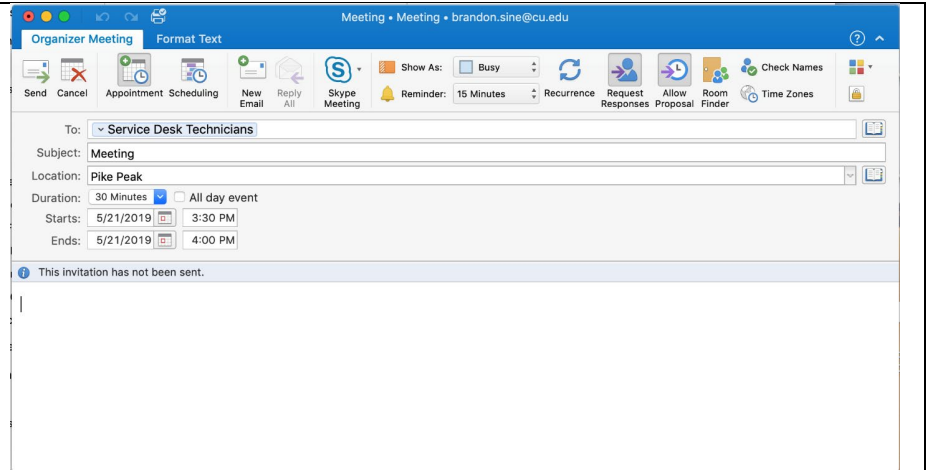 Meeting • Meeting • brandon.sine@cu.edu
Organizer Meeting Format Text
Send Cancel Appointment Scheduling New Email Reply All Skype Meeting Show As: Busy Recurrence Request Responses Allow Proposal Room Finder Check Names
Reminder: 15 Minutes Time Zones
To: Service Desk Technicians
Subject: Meeting
Location: Pike Peak
Duration: 30 Minutes All day event
Starts: 5/21/2019 3:30 PM
Ends: 5/21/2019 4:00 PM
This invitation has not been sent.